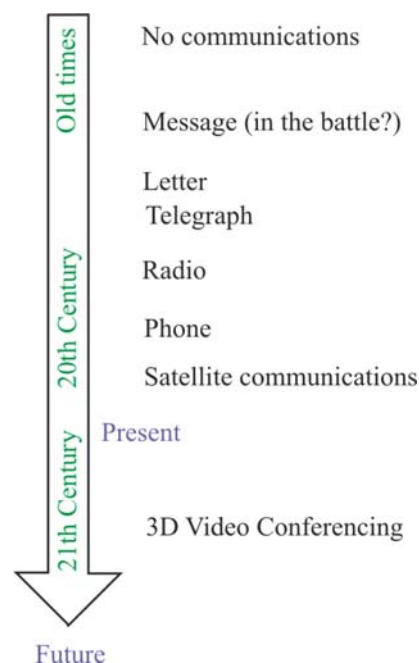 Old times
No communications
Message (in the battle?)
Letter
Telegraph
20th Century
Radio
Phone
Satellite communications
Present
21th Century
3D Video Conferencing
Future